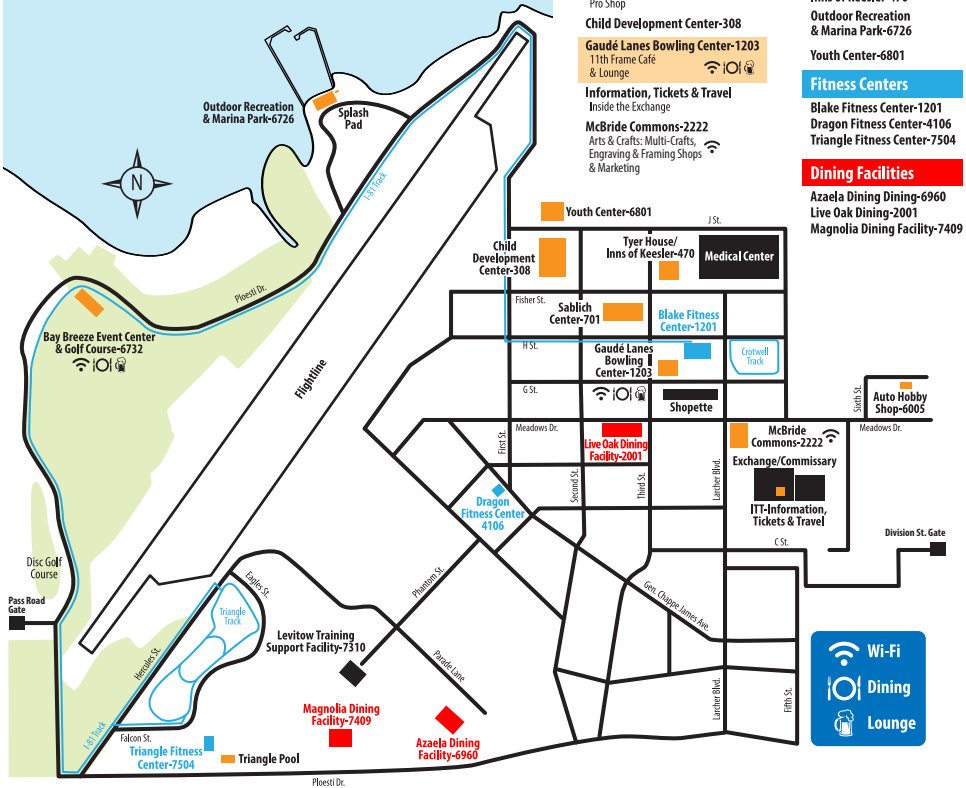 Pro Shop
Child Development Center-308
Gaudé Lanes Bowling Center-1203
11th Frame Café
& Lounge
Information, Tickets & Travel
Inside the Exchange
McBride Commons-2222
Arts & Crafts: Multi-Crafts,
Engraving & Framing Shops
& Marketing
Outdoor Recreation
& Marina Park-6726
Youth Center-6801
Fitness Centers
Blake Fitness Center-1201
Dragon Fitness Center-4106
Triangle Fitness Center-7504
Dining Facilities
Azaela Dining Dining-6960
Live Oak Dining-2001
Magnolia Dining Facility-7409
Outdoor Recreation
& Marina Park-6726
Splash
Pad
N
I-81 Track
Youth Center-6801
J St.
Child
Development
Center-308
Tyer House/
Inns of Keesler-470
Medical Center
Ploesti Dr.
Fisher St.
Sablich
Center-701
Blake Fitness
Center-1201
Bay Breeze Event Center
& Golf Course-6732
H St.
Gaudé Lanes
Bowling
Center-1203
Crotwell
Track
Flightline
G St.
Shopette
Sixth St.
Auto Hobby
Shop-6005
Meadows Dr.
First St.
Live Oak Dining
Facility-2001
McBride
Commons-2222
Meadows Dr.
Exchange/Commissary
Second St.
Third St.
Larcher Blvd.
Dragon
Fitness Center
4106
ITT-Information,
Tickets & Travel
C St.
Division St. Gate
Disc Golf
Course
Pass Road
Gate
Eagles St.
Phantom St.
Gen. Chappe James Ave.
Triangle
Track
Levitow Training
Support Facility-7310
Hercules St.
Parade Lane
Wi-Fi
Dining
Lounge
Larcher Blvd.
Fifth St.
Magnolia Dining
Facility-7409
I-81 Track
Falcon St.
Azaela Dining
Facility-6960
Triangle Fitness
Center-7504
Triangle Pool
Ploesti Dr.